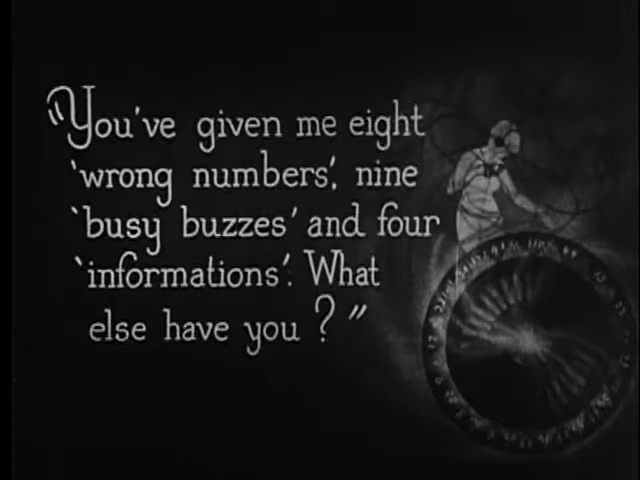 "You've given me eight
'wrong numbers', nine
'busy buzzes' and four
'informations'. What
else have you?"